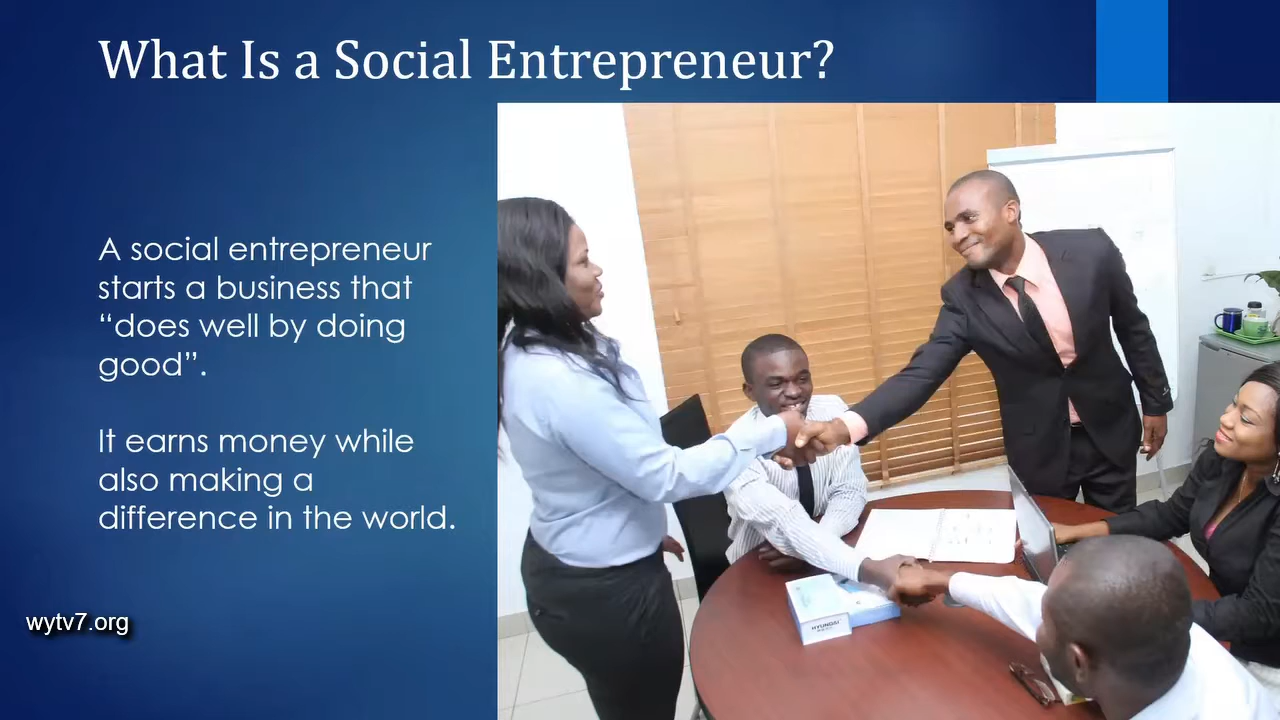 What Is a Social Entrepreneur?
A social entrepreneur
starts a business that
“does well by doing
good”.
It earns money while
also making a
difference in the world.
wytv7.org
HYUNDAI